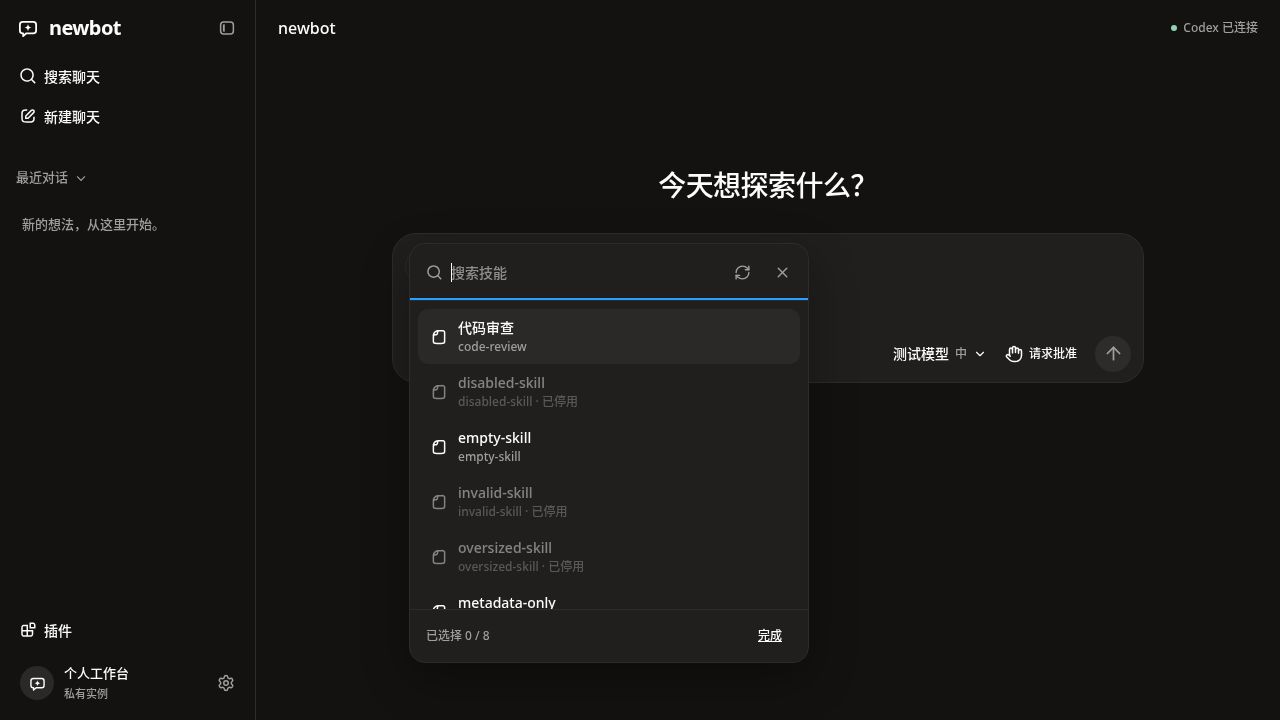 newbot
搜索聊天
新建聊天
最近对话
新的想法，从这里开始。
插件
个人工作台
私有实例
newbot
Codex 已连接
今天想探索什么？
搜索技能
代码审查
code-review
disabled-skill
disabled-skill · 已停用
empty-skill
empty-skill
invalid-skill
invalid-skill · 已停用
oversized-skill
oversized-skill · 已停用
metadata-only
已选择 0 / 8
完成
测试模型 中
请求批准